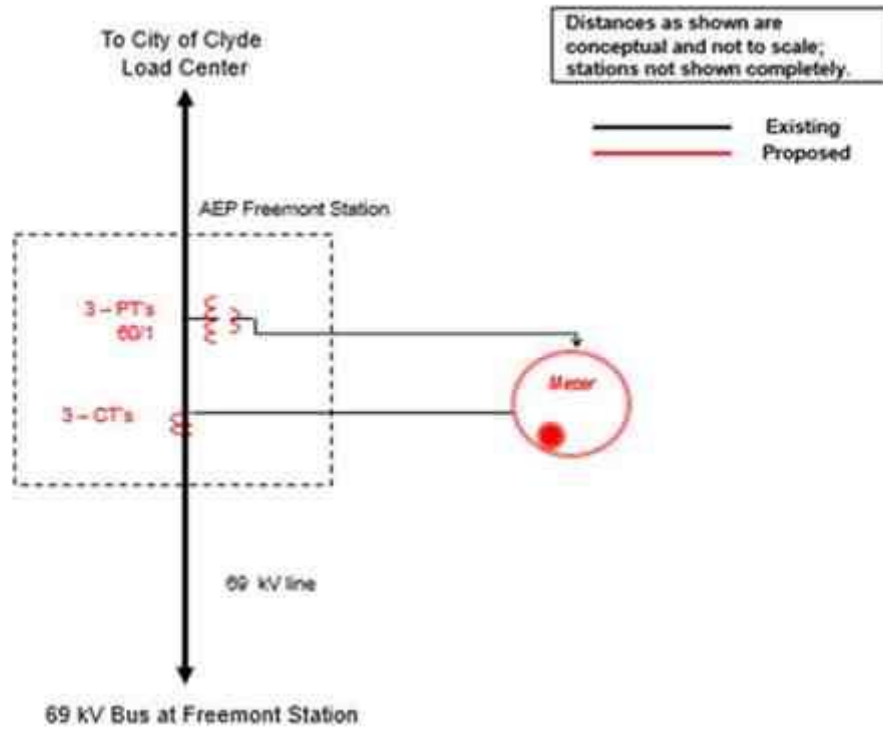 To City of Clyde
Load Center
Distances as shown are
conceptual and not to scale;
stations not shown completely.
Existing
Proposed
AEP Freemont Station
3 – PT's
60/1
Meter
3 – CT's
69 kV line
69 kV Bus at Freemont Station